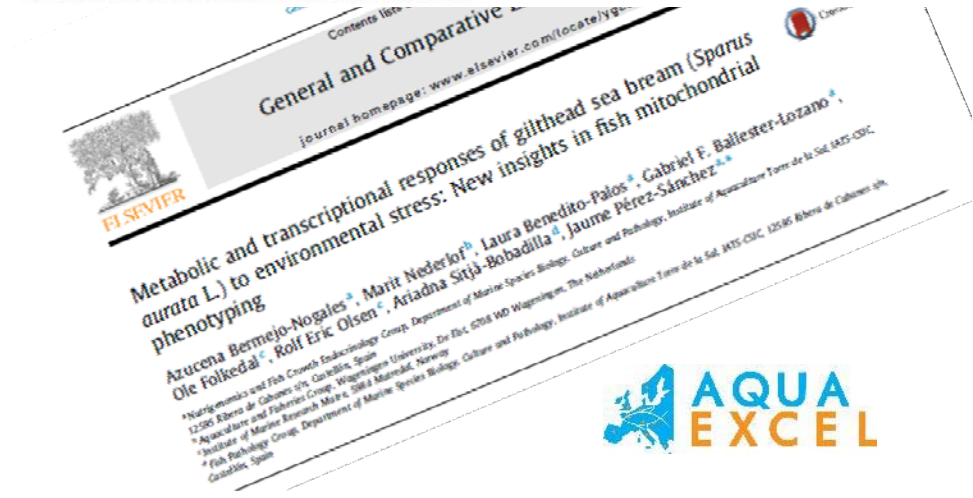 Contents lists
General and Comparative
journal homepage: www.elsevier.com/locate/yg
ELSEVIER
Metabolic and transcriptional responses of gilthead sea bream (Sparus
aurata L.) to environmental stress: New insights in fish mitochondrial
phenotyping
Azucena Bermejo-Nogales a, Marit Nederlof b, Laura Benedito-Palos a, Gabriel F. Ballester-Lozano a,
Ole Folkedal c, Rolf Eric Olsen c, Ariadna Sitjà-Bobadilla d, Jaume Pérez-Sánchez a,*
a Nutrigenomics and Fish Growth Endocrinology Group, Department of Marine Species Biology, Culture and Pathology, Institute of Aquaculture Torre de la Sal, IATS-CSIC,
12595 Ribera de Cabanes s/n, Castellón, Spain
b Aquaculture and Fisheries Group, Wageningen University, De Elst, 6708 WD Wageningen, The Netherlands
c Institute of Marine Research Matre, 5984 Matredal, Norway
d Fish Pathology Group, Department of Marine Species Biology, Culture and Pathology, Institute of Aquaculture Torre de la Sal, IATS-CSIC, 12595 Ribera de Cabanes s/n,
Castellón, Spain
AQUA
EXCEL